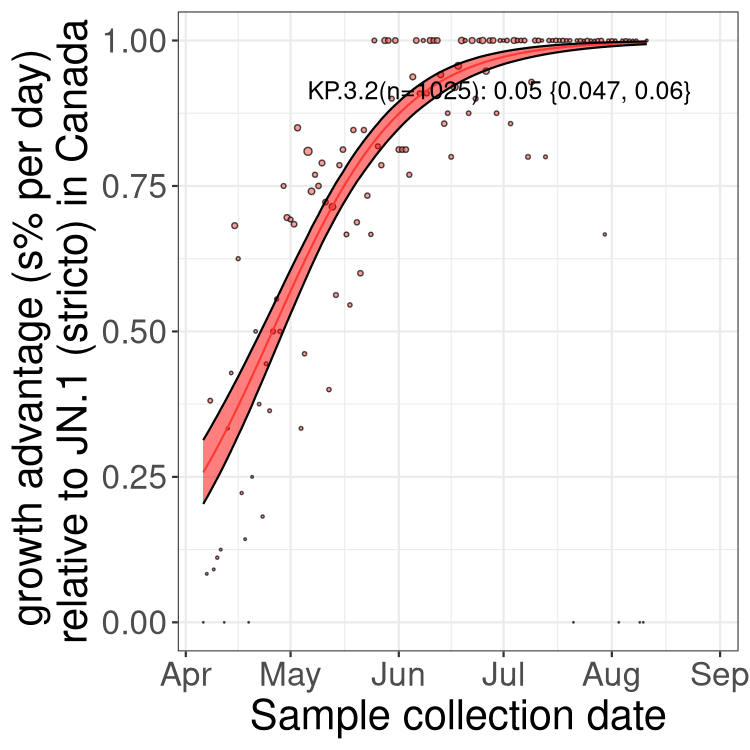 growth advantage (s% per day)
relative to JN.1 (stricto) in Canada
1.00
0.75
0.50
0.25
0.00
KP.3.2(n=1025): 0.05 {0.047, 0.06}
Apr May Jun Jul Aug Sep
Sample collection date